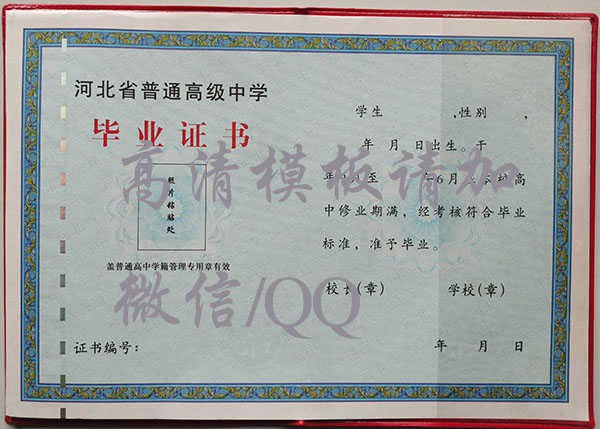 河北省普通高级中学
毕业证书
照片粘贴处
盖普通高中学籍管理专用章有效
证书编号:
学生 ,性别 ,
年 月 日出生。于
年 月至 年6月 在本校高
中修业期满,经考核符合毕业
标准,准予毕业。
校长(章) 学校(章)
年 月 日
高清模板请加
微信/QQ